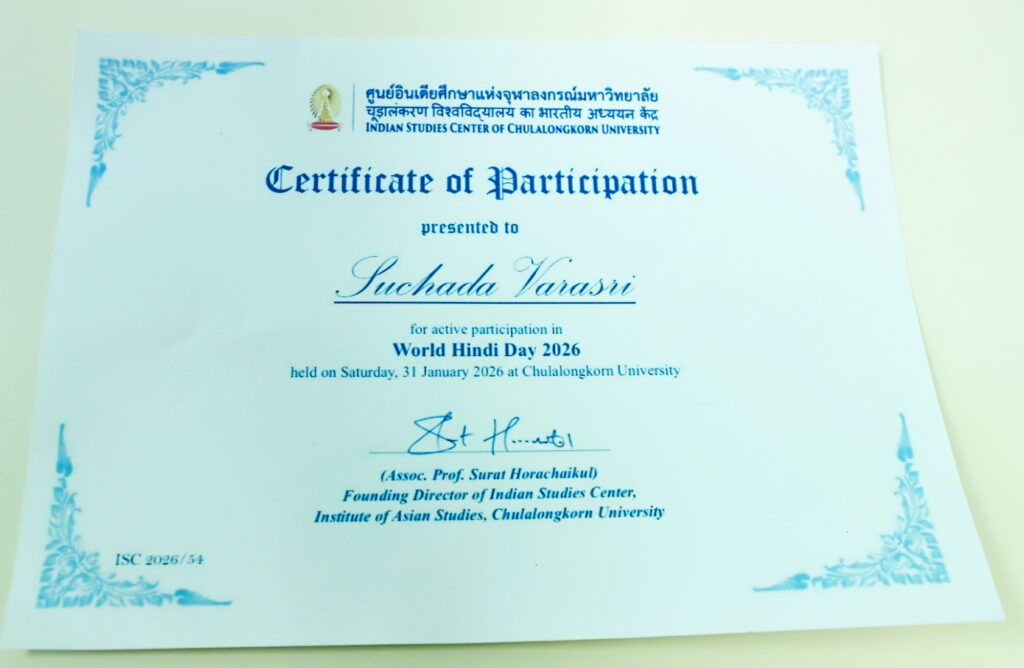 ศูนย์อินเดียศึกษาแห่งจุฬาลงกรณ์มหาวิทยาลัย
चूड़ालंकरण विश्वविद्यालय का भारतीय अध्ययन केंद्र
INDIAN STUDIES CENTER OF CHULALONGKORN UNIVERSITY
Certificate of Participation
presented to
Suchada Varasri
for active participation in
World Hindi Day 2026
held on Saturday, 31 January 2026 at Chulalongkorn University
(Assoc. Prof. Surat Horachaikul)
Founding Director of Indian Studies Center,
Institute of Asian Studies, Chulalongkorn University
ISC 2026/54